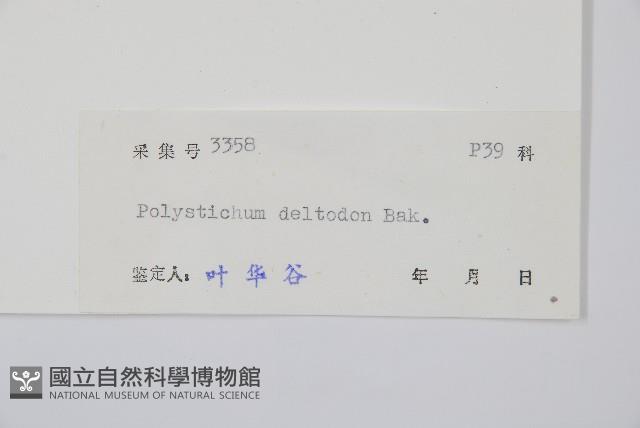 采集号 3358 P39 科
Polystichum deltodon Bak.
鉴定人: 叶华谷 年 月 日
國立自然科學博物館
NATIONAL MUSEUM OF NATURAL SCIENCE